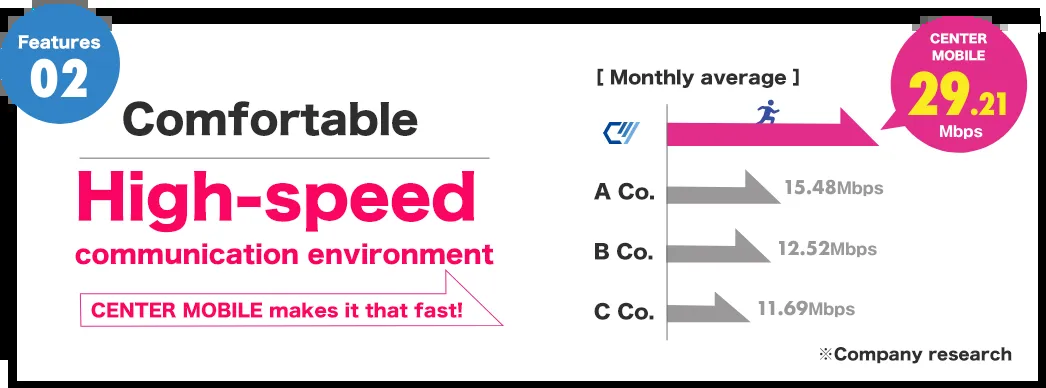 Features
02
Comfortable
High-speed
communication environment
CENTER MOBILE makes it that fast!
[ Monthly average ]
CENTER
MOBILE
29.21
Mbps
A Co.
15.48Mbps
B Co.
12.52Mbps
C Co.
11.69Mbps
※Company research